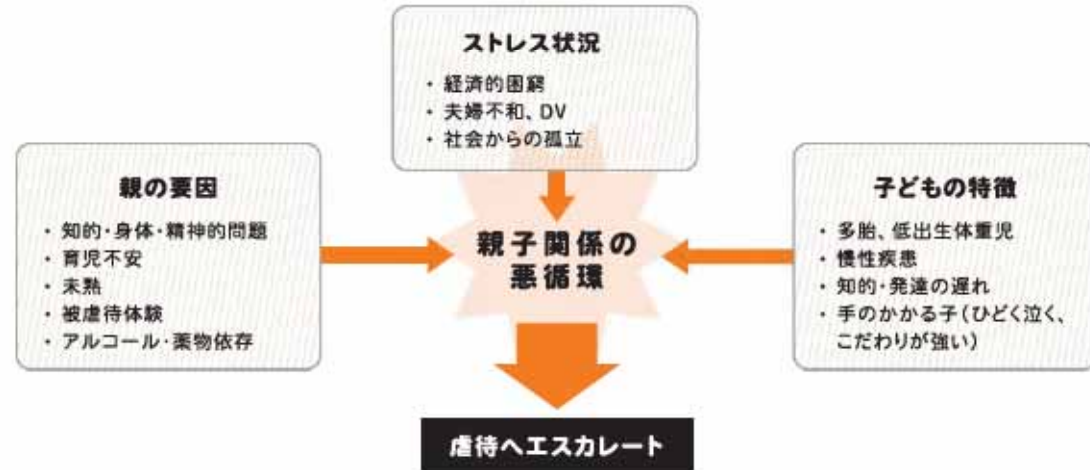 ストレス状況
・ 経済的困窮
・ 夫婦不和、DV
・ 社会からの孤立
親の要因
・ 知的・身体・精神的問題
・ 育児不安
・ 未熟
・ 被虐待体験
・ アルコール・薬物依存
親子関係の
悪循環
子どもの特徴
・ 多胎、低出生体重児
・ 慢性疾患
・ 知的・発達の遅れ
・ 手のかかる子（ひどく泣く、
こだわりが強い）
虐待へエスカレート